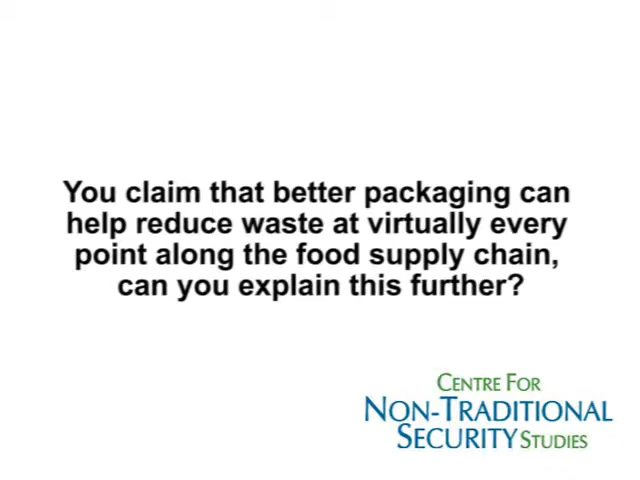 You claim that better packaging can
help reduce waste at virtually every
point along the food supply chain,
can you explain this further?
CENTRE FOR
NON-TRADITIONAL
SECURITY STUDIES